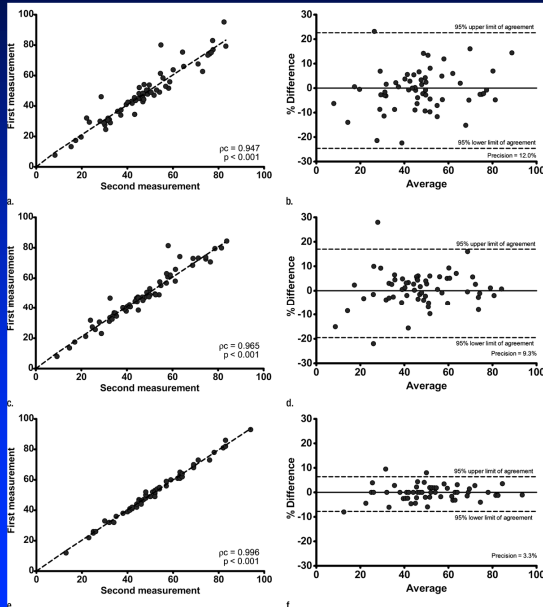 100
80
60
40
20
0
First measurement
0 20 40 60 80 100
Second measurement
ρc = 0.947
p < 0.001
a.
30
20
10
0
-10
-20
-30
% Difference
95% upper limit of agreement
95% lower limit of agreement
Precision = 12.0%
0 20 40 60 80 100
Average
b.
100
80
60
40
20
0
First measurement
0 20 40 60 80 100
Second measurement
ρc = 0.965
p < 0.001
c.
30
20
10
0
-10
-20
-30
% Difference
95% upper limit of agreement
95% lower limit of agreement
Precision = 9.3%
0 20 40 60 80 100
Average
d.
100
80
60
40
20
0
First measurement
0 20 40 60 80 100
Second measurement
ρc = 0.996
p < 0.001
e.
30
20
10
0
-10
-20
-30
% Difference
95% upper limit of agreement
95% lower limit of agreement
Precision = 3.3%
0 20 40 60 80 100
Average
f.